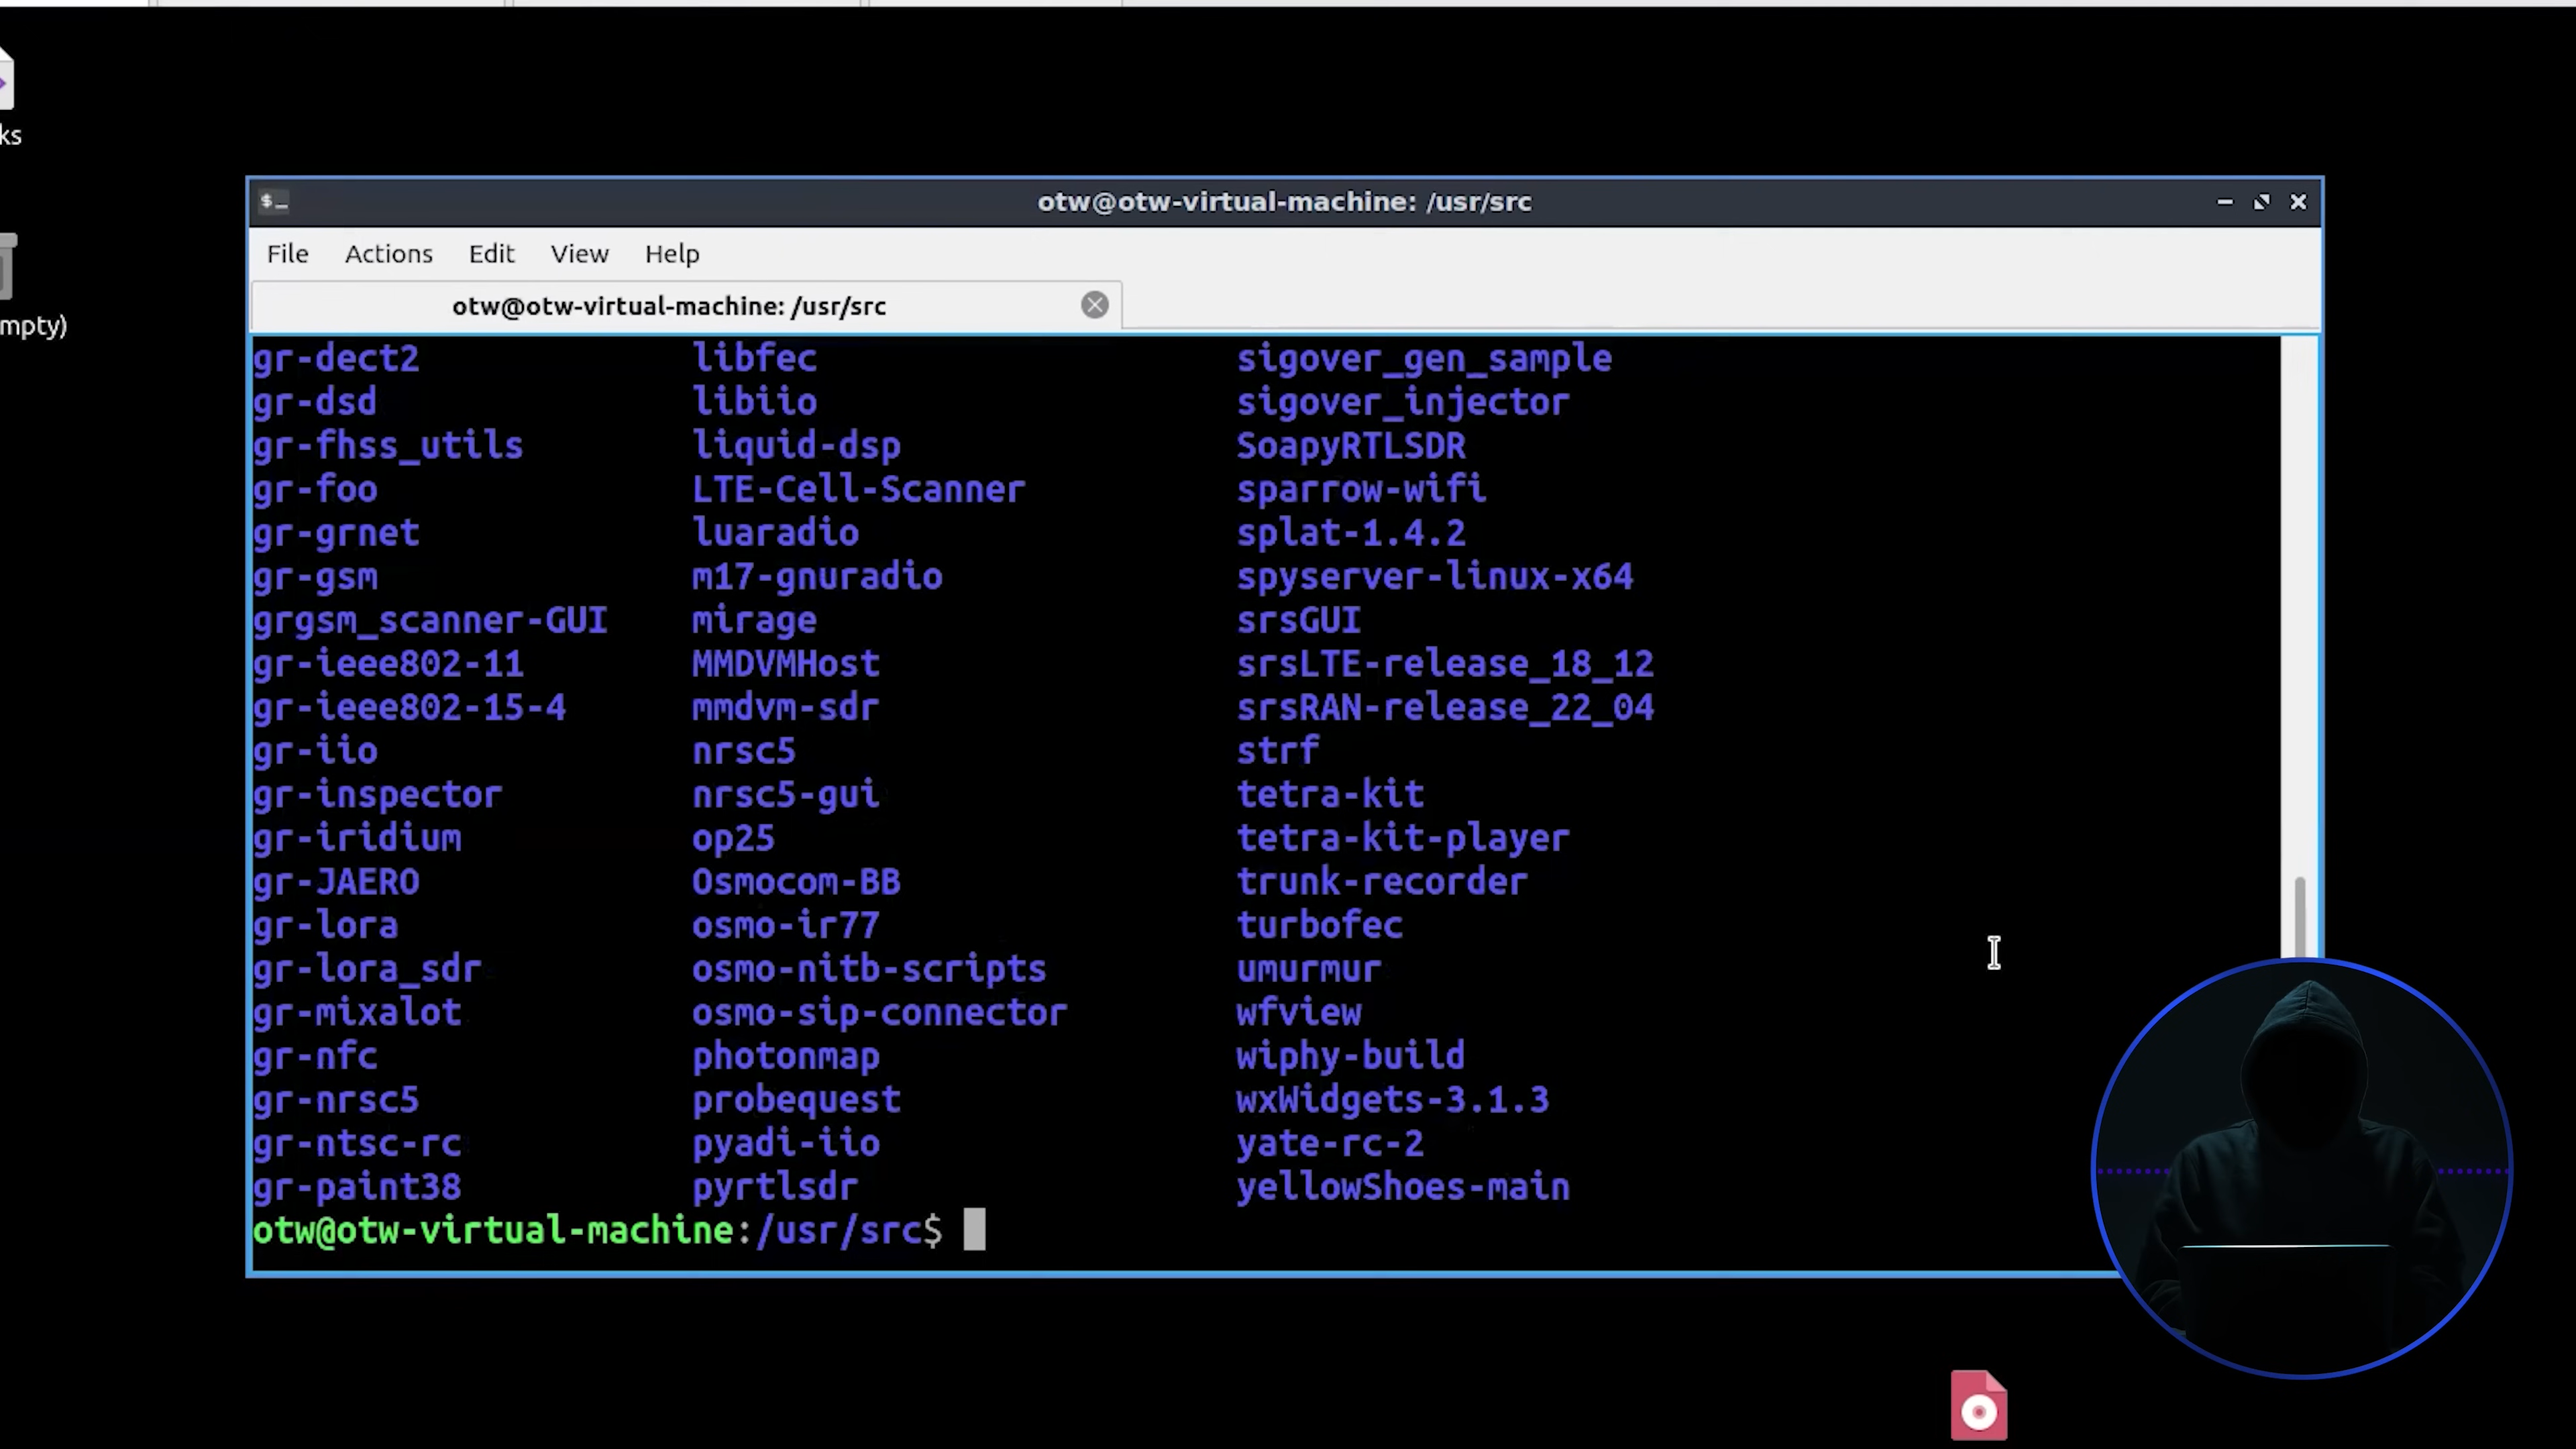 ks
mpty)
otw@otw-virtual-machine: /usr/src
File Actions Edit View Help
otw@otw-virtual-machine: /usr/src
gr-dect2 libfec sigover_gen_sample
gr-dsd libiio sigover_injector
gr-fhss_utils liquid-dsp SoapyRTLSDR
gr-foo LTE-Cell-Scanner sparrow-wifi
gr-grnet luaradio splat-1.4.2
gr-gsm m17-gnuradio spyserver-linux-x64
grgsm_scanner-GUI mirage srsGUI
gr-ieee802-11 MMDVMHost srsLTE-release_18_12
gr-ieee802-15-4 mmdvm-sdr srsRAN-release_22_04
gr-iio nrsc5 strf
gr-inspector nrsc5-gui tetra-kit
gr-iridium op25 tetra-kit-player
gr-JAERO Osmocom-BB trunk-recorder
gr-lora osmo-ir77 turbofec
gr-lora_sdr osmo-nitb-scripts umurmur
gr-mixalot osmo-sip-connector wfview
gr-nfc photonmap wiphy-build
gr-nrsc5 probequest wxWidgets-3.1.3
gr-ntsc-rc pyadi-iio yate-rc-2
gr-paint38 pyrtlsdr yellowShoes-main
otw@otw-virtual-machine:/usr/src$